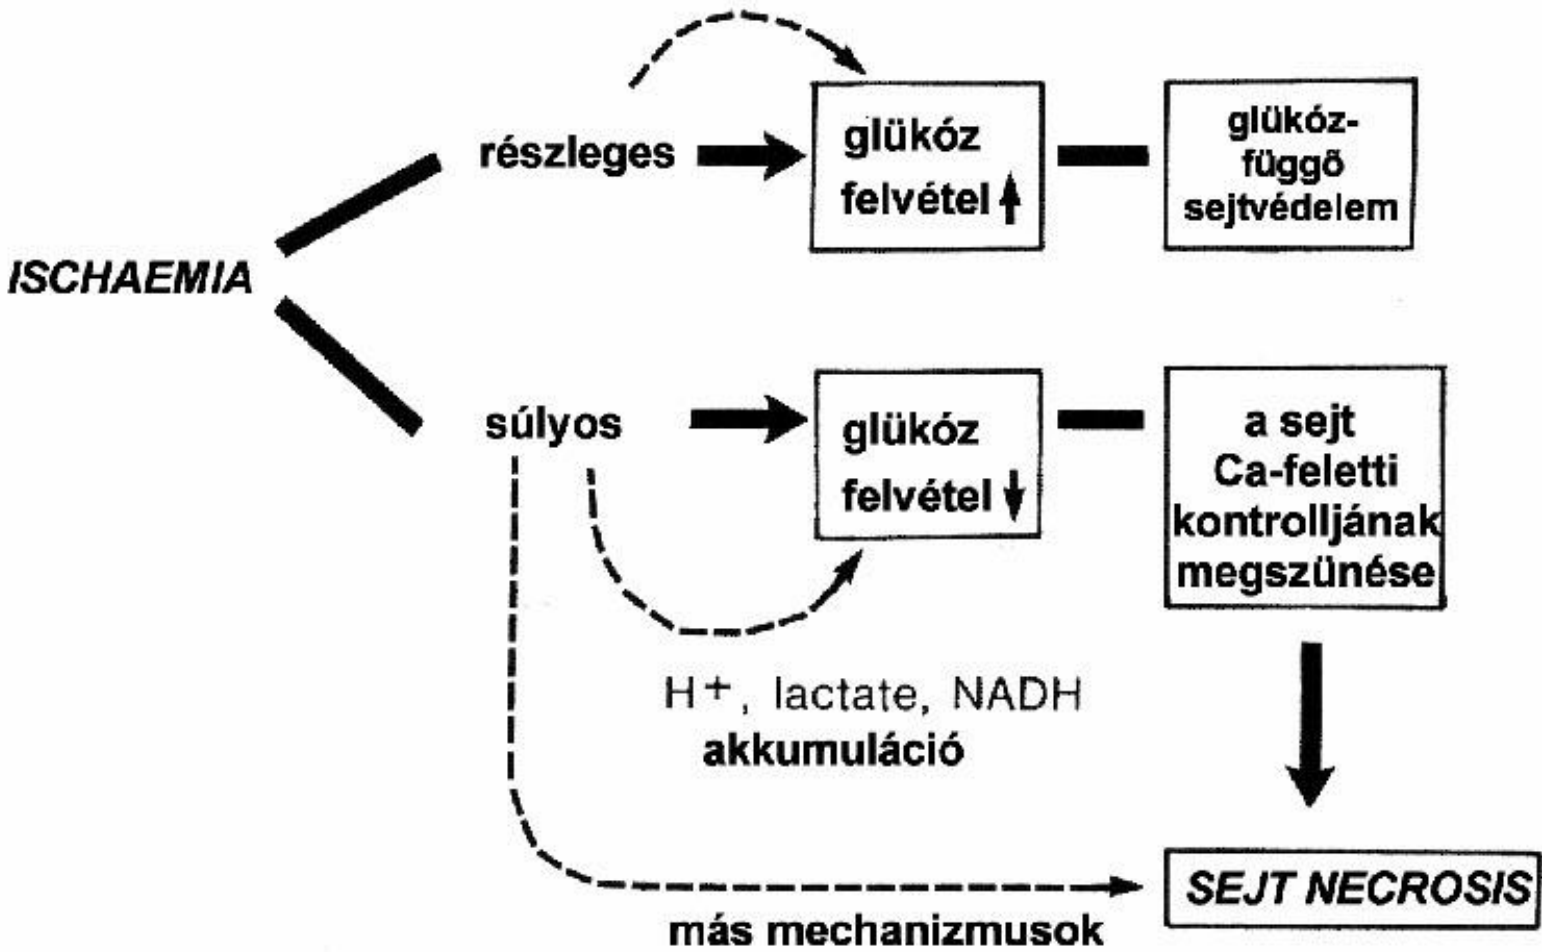 részleges
glükóz
felvétel
glükóz-
függő
sejtvédelem
ISCHAEMIA
súlyos
glükóz
felvétel
a sejt
Ca-feletti
kontrolljának
megszünése
H+, lactate, NADH
akkumuláció
SEJT NECROSIS
más mechanizmusok